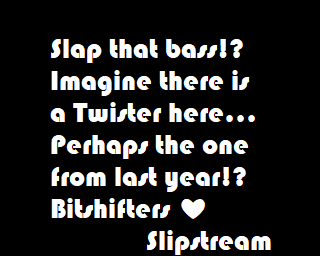 Slap that bass!?
Imagine there is
a Twister here...
Perhaps the one
from last year!?
Bitshifters ♥
Slipstream